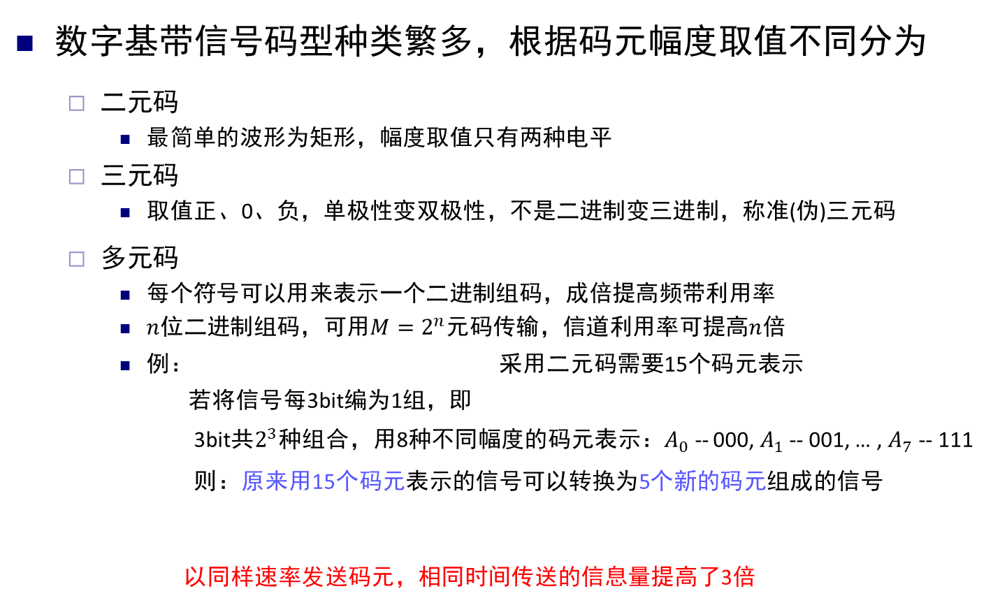 数字基带信号码型种类繁多，根据码元幅度取值不同分为
二元码
最简单的波形为矩形，幅度取值只有两种电平
三元码
取值正、0、负，单极性变双极性，不是二进制变三进制，称准(伪)三元码
多元码
每个符号可以用来表示一个二进制组码，成倍提高频带利用率
n位二进制组码，可用M = 2ⁿ元码传输，信道利用率可提高n倍
例： 采用二元码需要15个码元表示
若将信号每3bit编为1组，即
3bit共2³种组合，用8种不同幅度的码元表示：A₀ -- 000, A₁ -- 001, … , A₇ -- 111
则：原来用15个码元表示的信号可以转换为5个新的码元组成的信号
以同样速率发送码元，相同时间传送的信息量提高了3倍